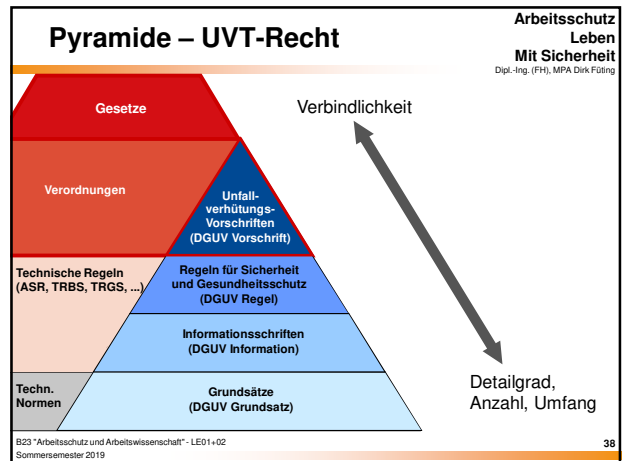 Pyramide – UVT-Recht
Arbeitsschutz
Leben
Mit Sicherheit
Dipl.-Ing. (FH), MPA Dirk Füting
Gesetze
Verbindlichkeit
Verordnungen
Unfall-
verhütungs-
Vorschriften
(DGUV Vorschrift)
Technische Regeln
(ASR, TRBS, TRGS, ...)
Regeln für Sicherheit
und Gesundheitsschutz
(DGUV Regel)
Informationsschriften
(DGUV Information)
Techn.
Normen
Grundsätze
(DGUV Grundsatz)
Detailgrad,
Anzahl, Umfang
B23 "Arbeitsschutz und Arbeitswissenschaft" - LE01+02
Sommersemester 2019
38